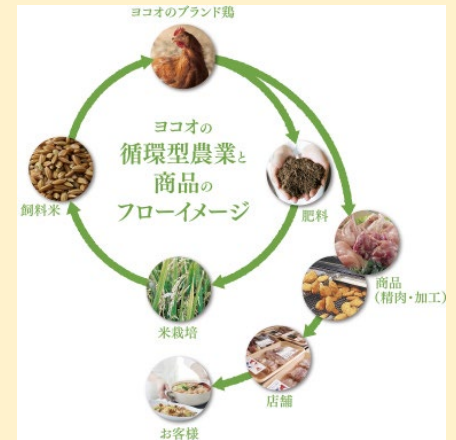 ヨコオのブランド鶏
ヨコオの
循環型農業と
商品の
フローイメージ
飼料米
肥料
商品
(精肉・加工)
米栽培
店舗
お客様